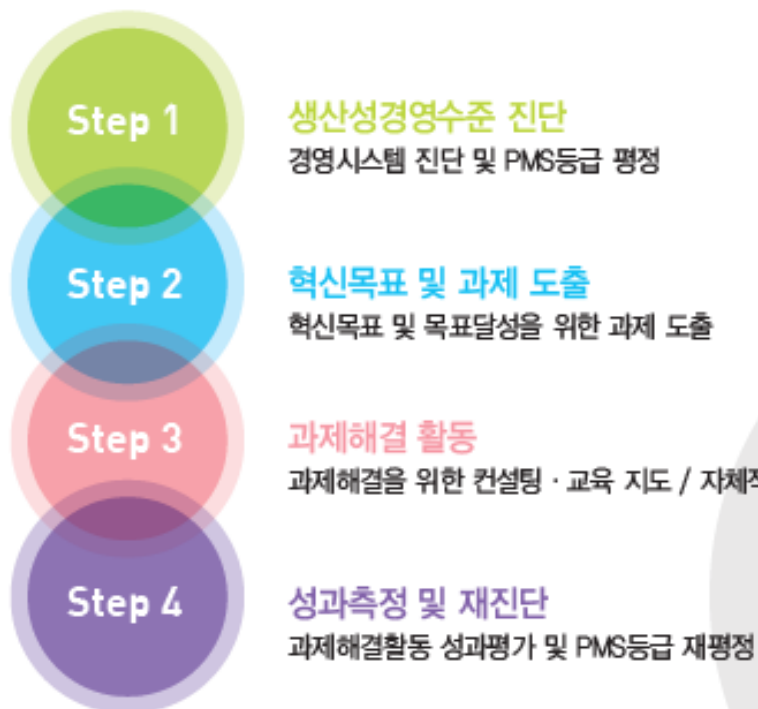 Step 1
생산성경영수준 진단
경영시스템 진단 및 PMS등급 평정
Step 2
혁신목표 및 과제 도출
혁신목표 및 목표달성을 위한 과제 도출
Step 3
과제해결 활동
과제해결을 위한 컨설팅 · 교육 지도 /
Step 4
성과측정 및 재진단
과제해결활동 성과평가 및 PMS등급 재평정